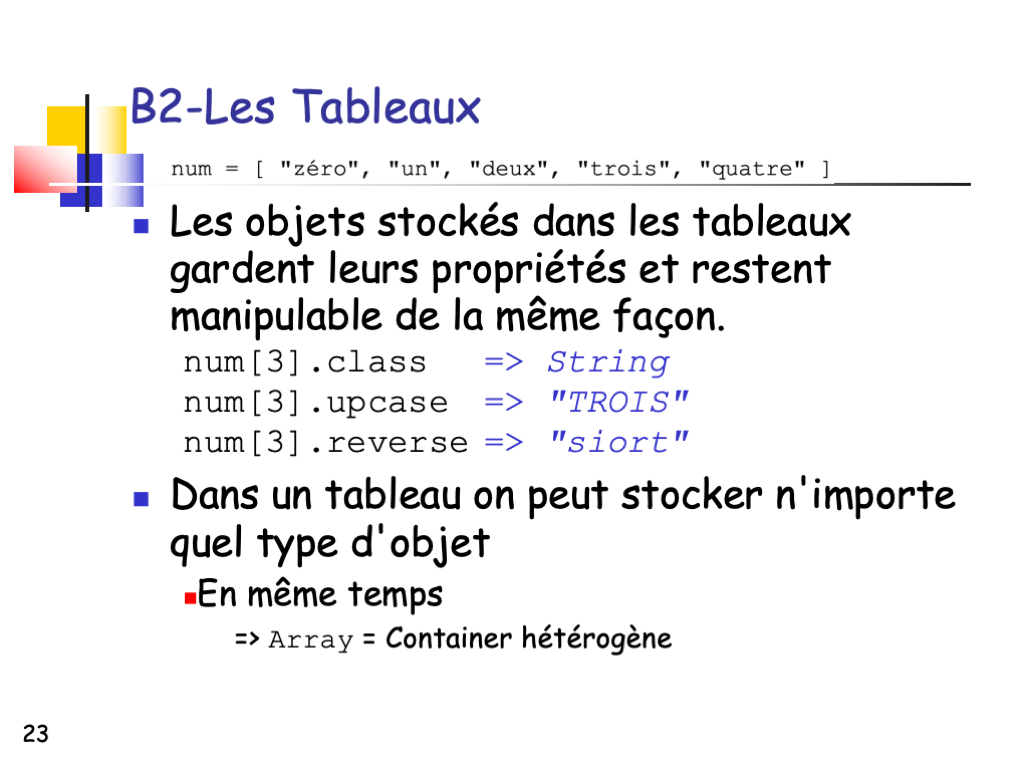 B2-Les Tableaux
num = [ "zéro", "un", "deux", "trois", "quatre" ]
Les objets stockés dans les tableaux
gardent leurs propriétés et restent
manipulable de la même façon.
num[3].class => String
num[3].upcase => "TROIS"
num[3].reverse => "siort"
Dans un tableau on peut stocker n'importe
quel type d'objet
En même temps
=> Array = Container hétérogène
23